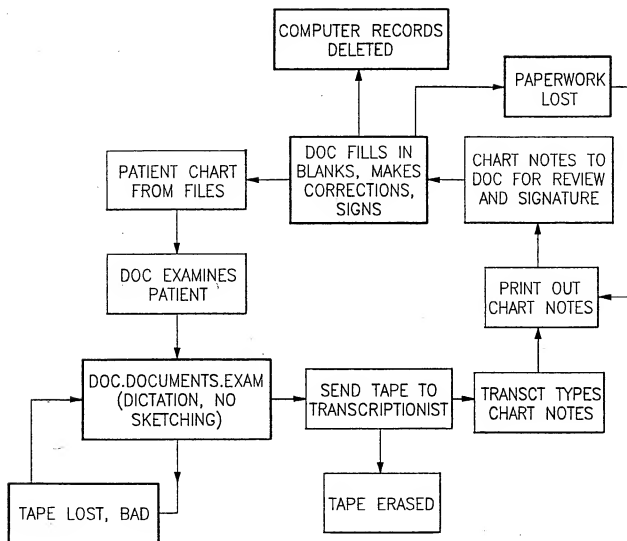 COMPUTER RECORDS
DELETED
PAPERWORK
LOST
PATIENT CHART
FROM FILES
DOC FILLS IN
BLANKS, MAKES
CORRECTIONS,
SIGNS
CHART NOTES TO
DOC FOR REVIEW
AND SIGNATURE
DOC EXAMINES
PATIENT
PRINT OUT
CHART NOTES
DOC.DOCUMENTS.EXAM
(DICTATION, NO
SKETCHING)
SEND TAPE TO
TRANSCRIPTIONIST
TRANSCT TYPES
CHART NOTES
TAPE LOST, BAD
TAPE ERASED